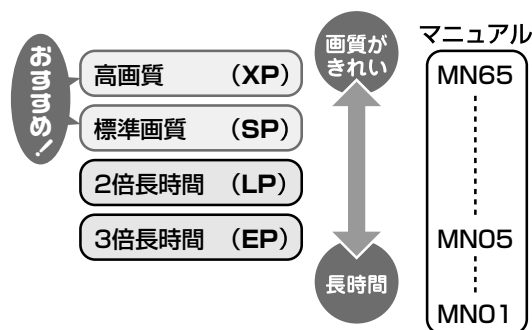 おすすめ!
高画質 (XP)
標準画質 (SP)
2倍長時間 (LP)
3倍長時間 (EP)
画質が
きれい
長時間
マニュアル
MN65
MN05
MN01